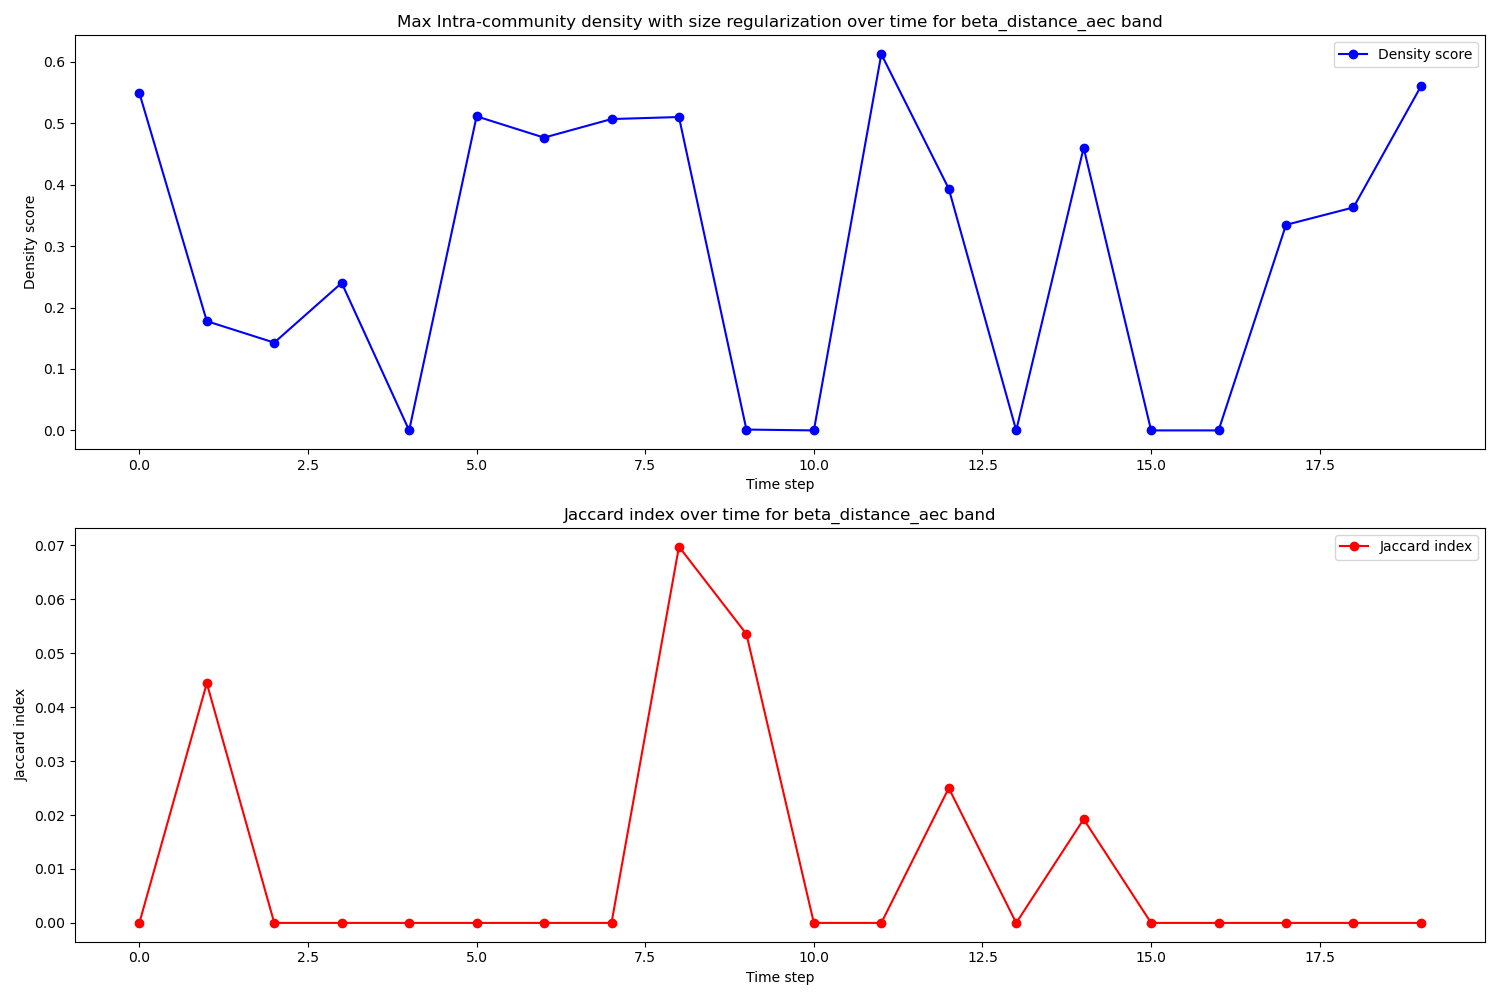 Max Intra-community density with size regularization over time for beta_distance_aec band
Density score
0.6
0.5
0.4
0.3
0.2
0.1
0.0
Density score
0.0 2.5 5.0 7.5 10.0 12.5 15.0 17.5
Time step
Jaccard index over time for beta_distance_aec band
Jaccard index
0.07
0.06
0.05
0.04
0.03
0.02
0.01
0.00
Jaccard index
0.0 2.5 5.0 7.5 10.0 12.5 15.0 17.5
Time step